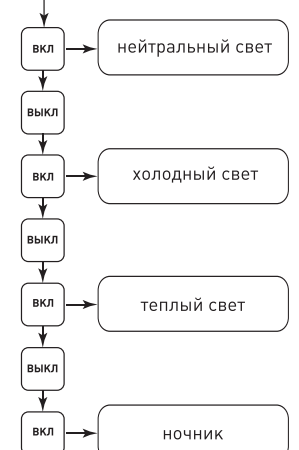 ВКЛ нейтральный свет
ВЫКЛ
ВКЛ холодный свет
ВЫКЛ
ВКЛ теплый свет
ВЫКЛ
ВКЛ ночник